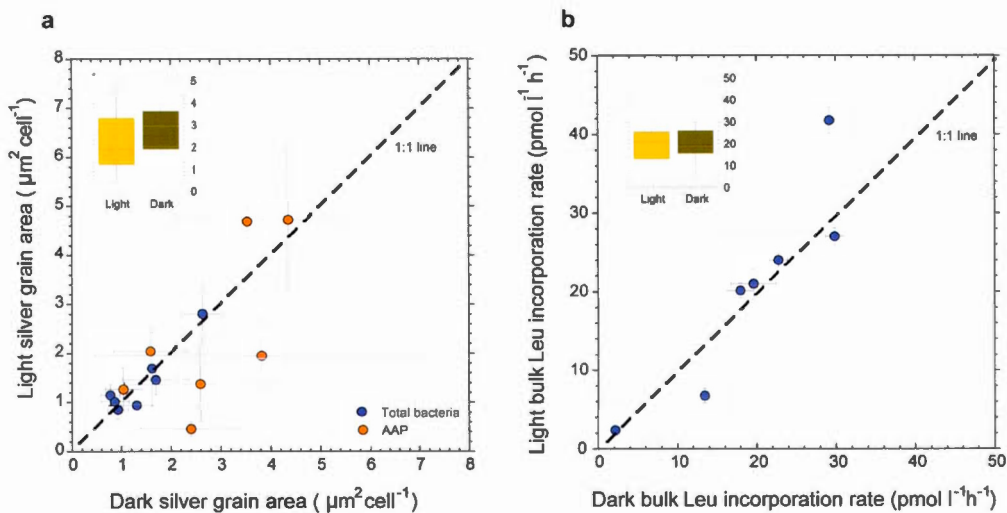 a
Light silver grain area ( µm² cell⁻¹)
8
7
6
5
4
3
2
1
0
5
4
3
2
1
0
Light Dark
1:1 line
Total bacteria
AAP
0 1 2 3 4 5 6 7 8
Dark silver grain area ( µm²cell⁻¹)
b
Light bulk Leu incorporation rate (pmol l⁻¹ h⁻¹)
50
40
30
20
10
0
50
40
30
20
10
0
Light Dark
1:1 line
0 10 20 30 40 50
Dark bulk Leu incorporation rate (pmol l⁻¹h⁻¹)